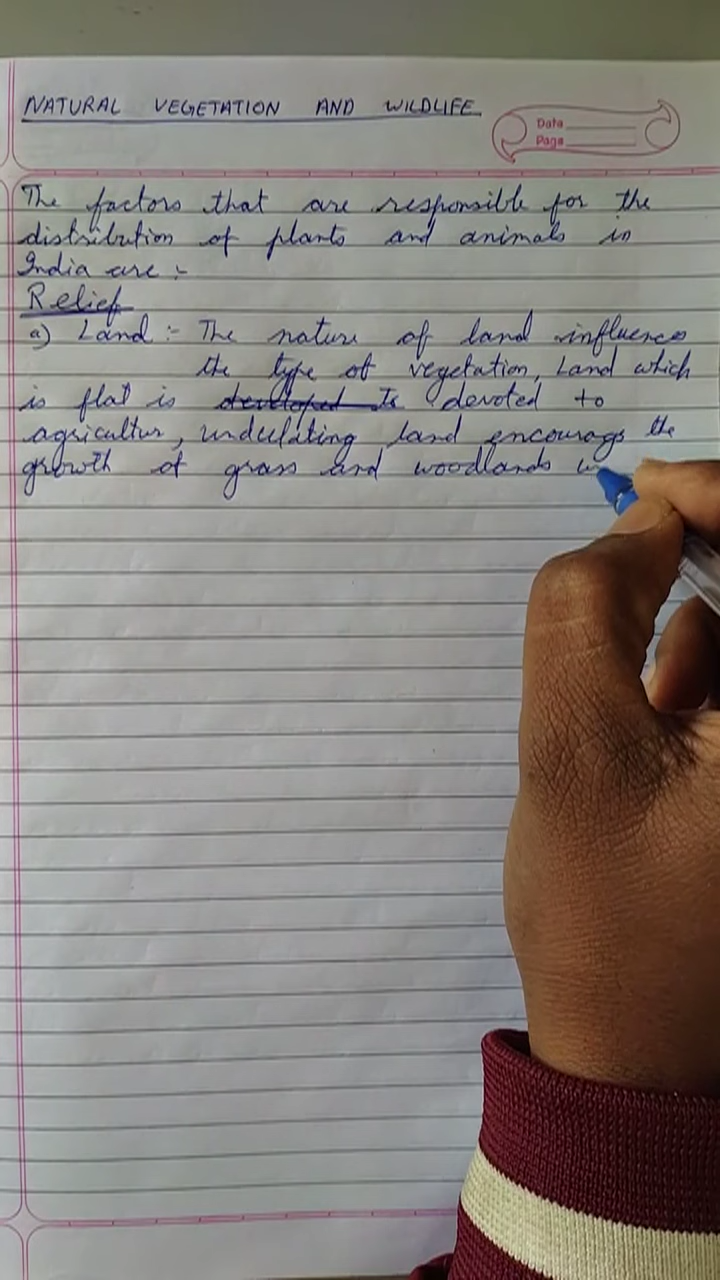 NATURAL VEGETATION AND WILDLIFE
Date
Page
The factors that are responsible for the
distribution of plants and animals in
India are :-
Relief
a) Land :- The nature of land influences
the type of vegetation, Land which
is flat is developed Is devoted to
agricultur, undulating land encourags the
growth of grass and woodlands w